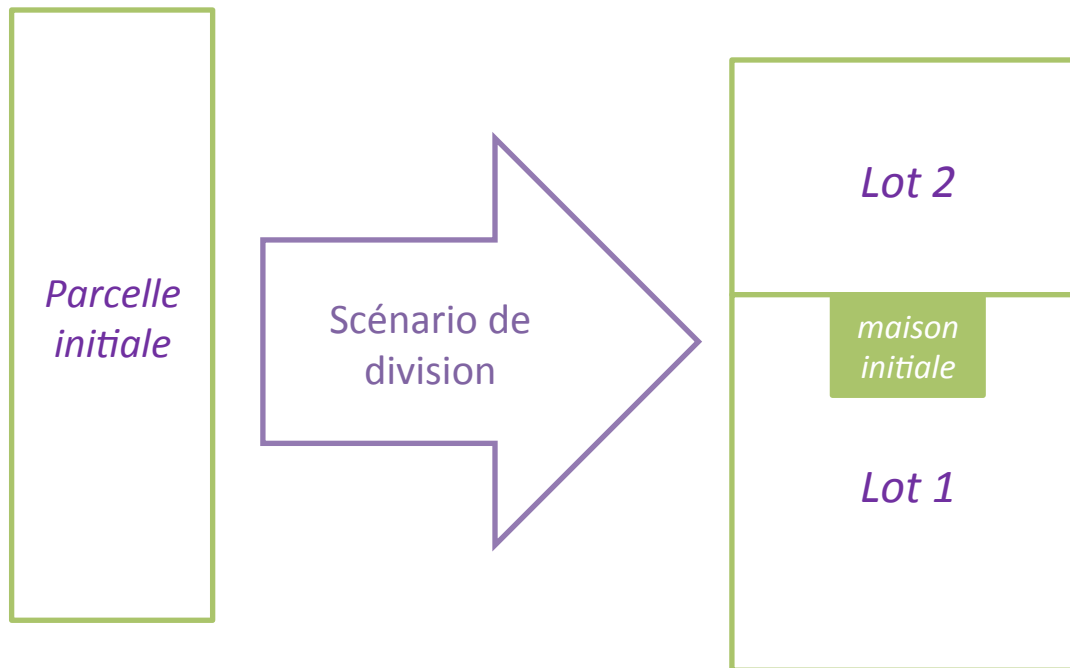 Parcelle
initiale
Scénario de
division
Lot 2
maison
initiale
Lot 1